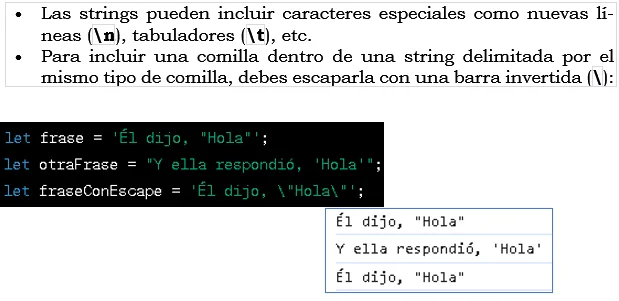 • Las strings pueden incluir caracteres especiales como nuevas lí-
neas (\n), tabuladores (\t), etc.
• Para incluir una comilla dentro de una string delimitada por el
mismo tipo de comilla, debes escaparla con una barra invertida (\):
let frase = 'Él dijo, "Hola"';
let otraFrase = "Y ella respondió, 'Hola'";
let fraseConEscape = 'Él dijo, \"Hola\"';
Él dijo, "Hola"
Y ella respondió, 'Hola'
Él dijo, "Hola"